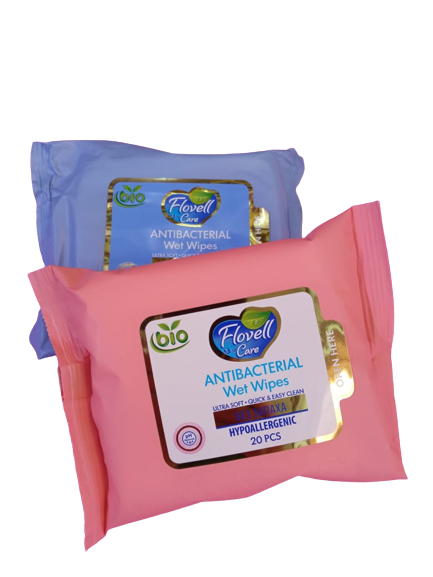 bio
Flovell
Care
ANTIBACTERIAL
Wet Wipes
bio
Flovell
Care
ANTIBACTERIAL
Wet Wipes
ULTRA SOFT • QUICK & EASY CLEAN
HYPOALLERGENIC
20 PCS
OPEN HERE